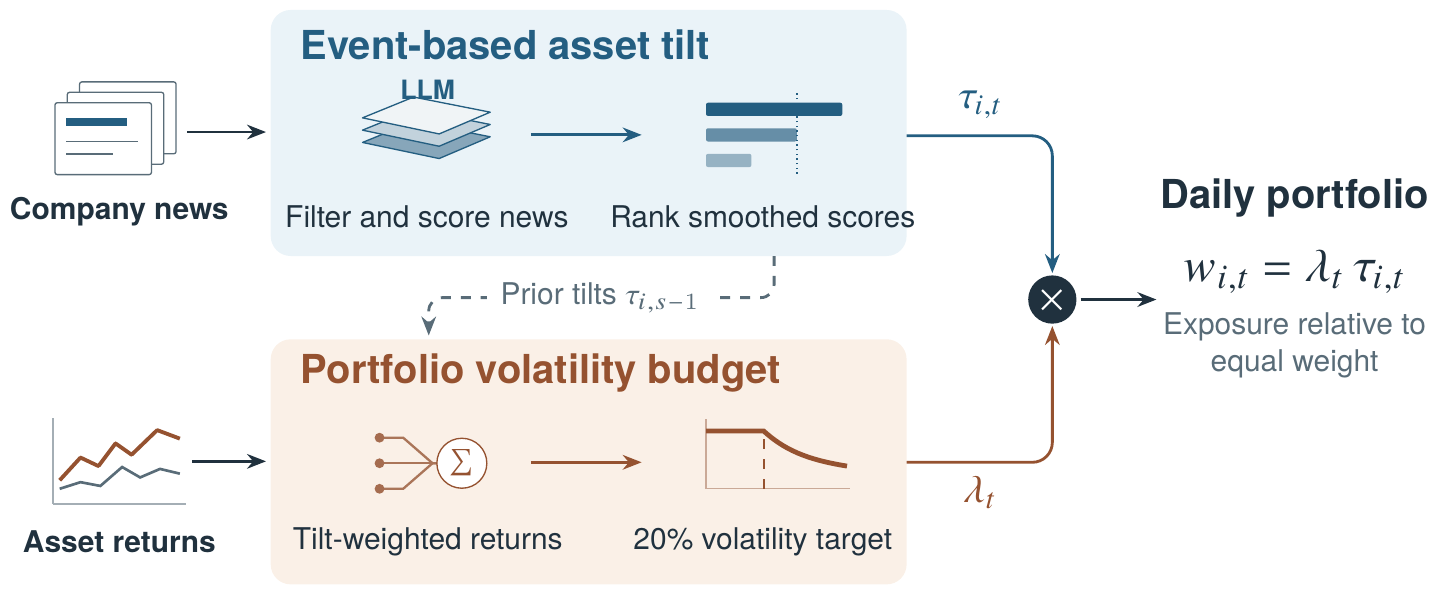 Event-based asset tilt
LLM
Company news
Filter and score news
Rank smoothed scores
τi,t
Prior tilts τi,s−1
Portfolio volatility budget
Asset returns
Σ
Tilt-weighted returns
20% volatility target
λt
×
Daily portfolio
wi,t = λt τi,t
Exposure relative to
equal weight